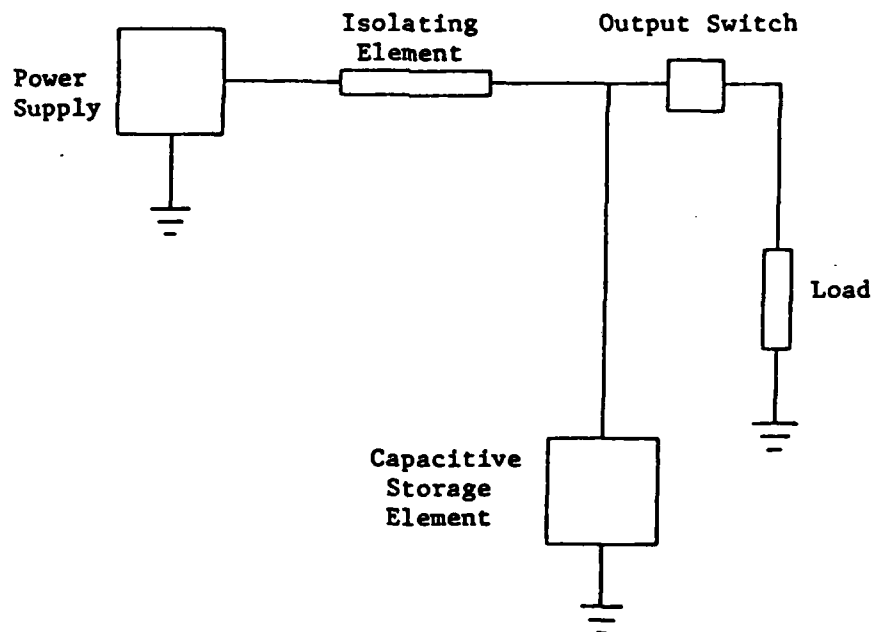 Isolating
Element
Output Switch
Power
Supply
Load
Capacitive
Storage
Element